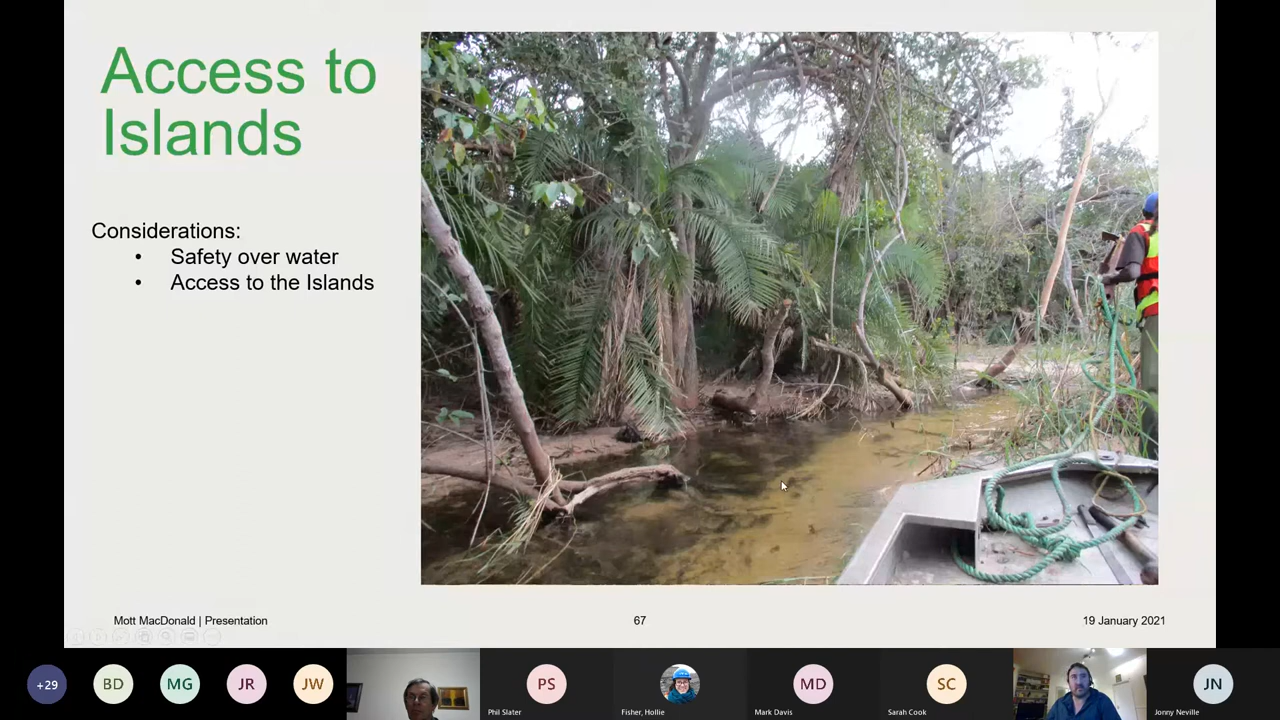 Access to
Islands
Considerations:
• Safety over water
• Access to the Islands
Mott MacDonald | Presentation
67
19 January 2021
+29
BD
MG
JR
JW
PS
Phil Slater
Fisher, Hollie
MD
Mark Davis
SC
Sarah Cook
JN
Jonny Neville